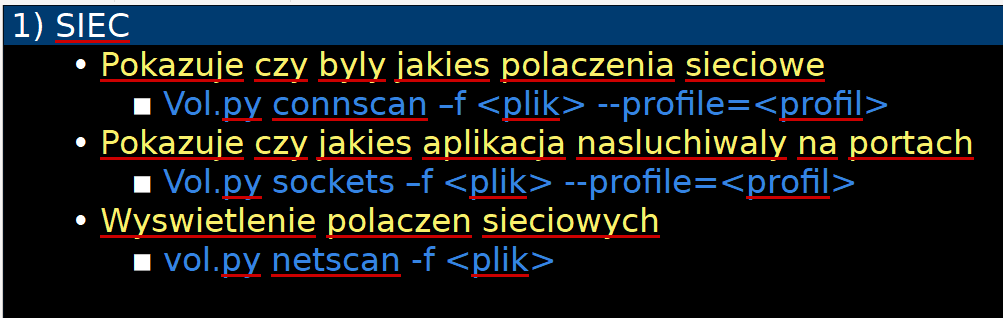 1) SIEC
• Pokazuje czy byly jakies polaczenia sieciowe
▪ Vol.py connscan –f <plik> --profile=<profil>
• Pokazuje czy jakies aplikacja nasluchiwaly na portach
▪ Vol.py sockets –f <plik> --profile=<profil>
• Wyswietlenie polaczen sieciowych
▪ vol.py netscan -f <plik>